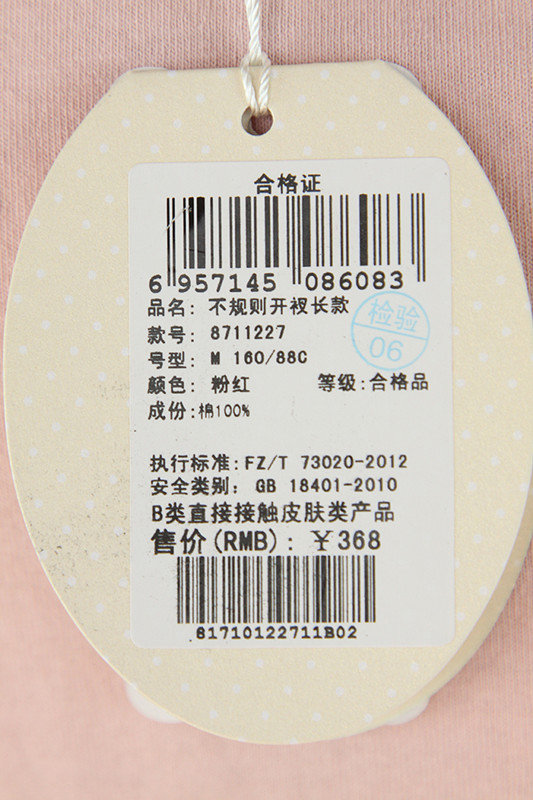 合格证
6 957145 086083
品名: 不规则开衩长款
款号: 8711227
检验
06
号型: M 160/88C
颜色: 粉红 等级:合格品
成份:棉100%
执行标准:FZ/T 73020-2012
安全类别: GB 18401-2010
B类直接接触皮肤类产品
售价(RMB): ￥368
81710122711B02